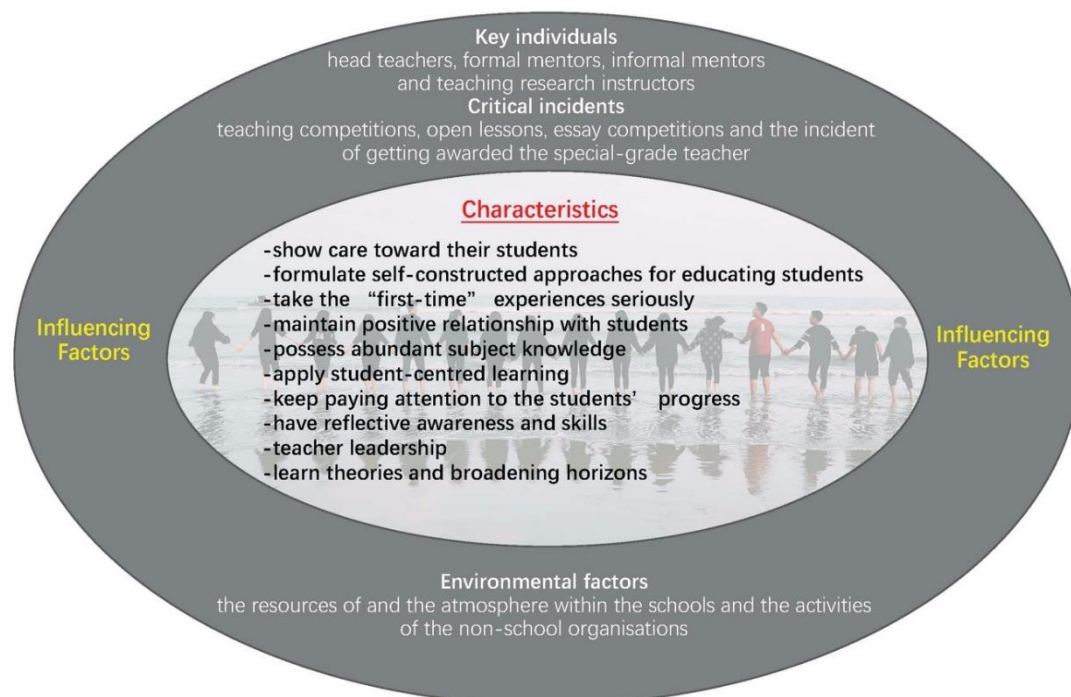 Key individuals
head teachers, formal mentors, informal mentors
and teaching research instructors
Critical incidents
teaching competitions, open lessons, essay competitions and the incident
of getting awarded the special-grade teacher
Characteristics
-show care toward their students
-formulate self-constructed approaches for educating students
-take the “first-time” experiences seriously
-maintain positive relationship with students
-possess abundant subject knowledge
-apply student-centred learning
-keep paying attention to the students’ progress
-have reflective awareness and skills
-teacher leadership
-learn theories and broadening horizons
Influencing
Factors
Influencing
Factors
Environmental factors
the resources of and the atmosphere within the schools and the activities
of the non-school organisations